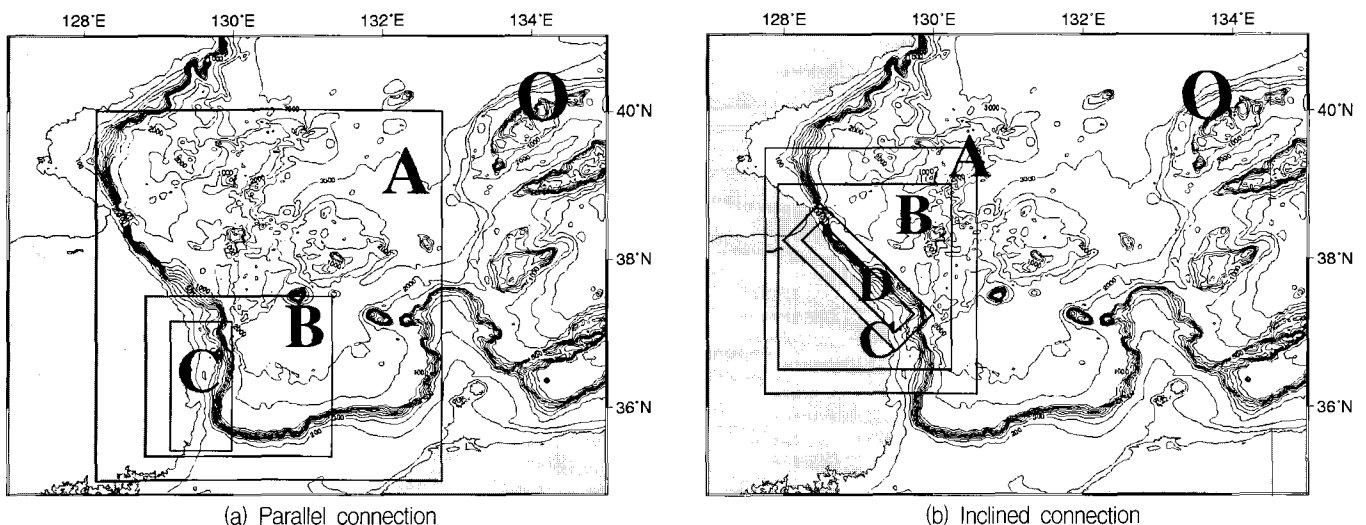 128°E 130°E 132°E 134°E 128°E 130°E 132°E 134°E
O O
40°N 40°N
A A
B
38°N 38°N
D
B
C
C
36°N 36°N
(a) Parallel connection (b) Inclined connection